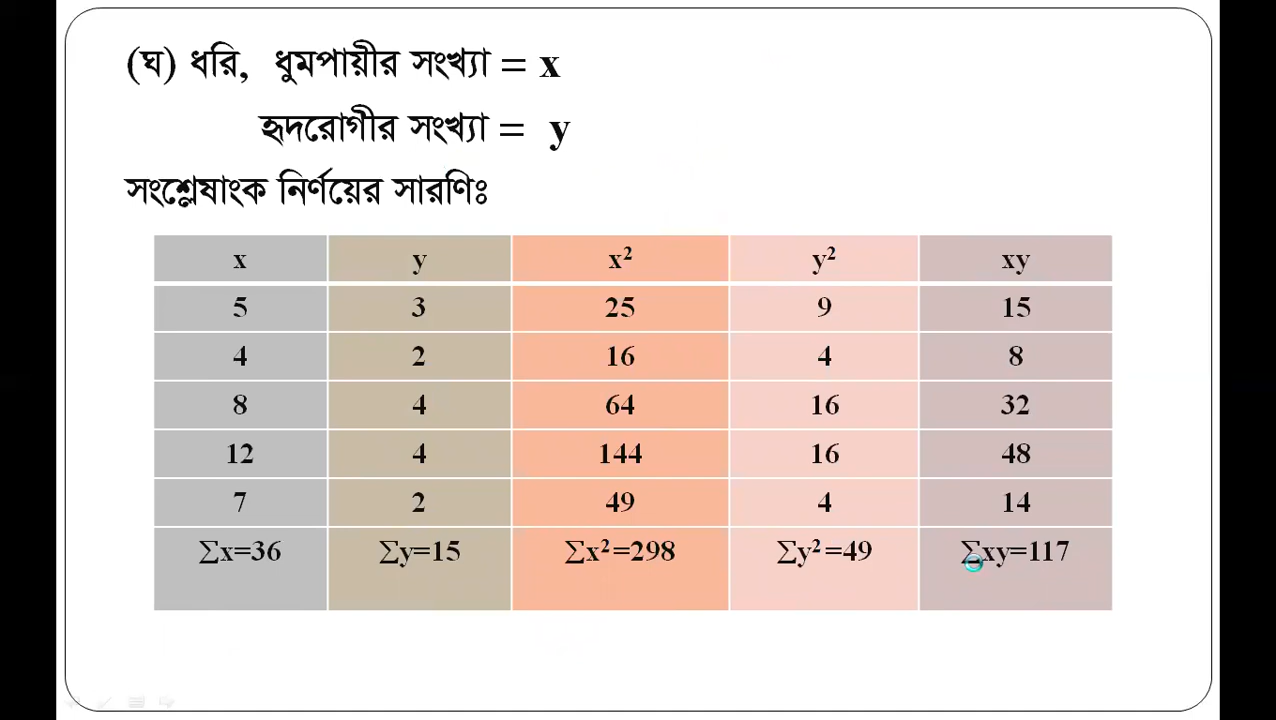 (ঘ) ধরি, ধুমপায়ীর সংখ্যা = x
হৃদরোগীর সংখ্যা = y
সংশ্লেষাংক নির্ণয়ের সারণিঃ
x y x² y² xy
5 3 25 9 15
4 2 16 4 8
8 4 64 16 32
12 4 144 16 48
7 2 49 4 14
∑x=36 ∑y=15 ∑x²=298 ∑y²=49 ∑xy=117